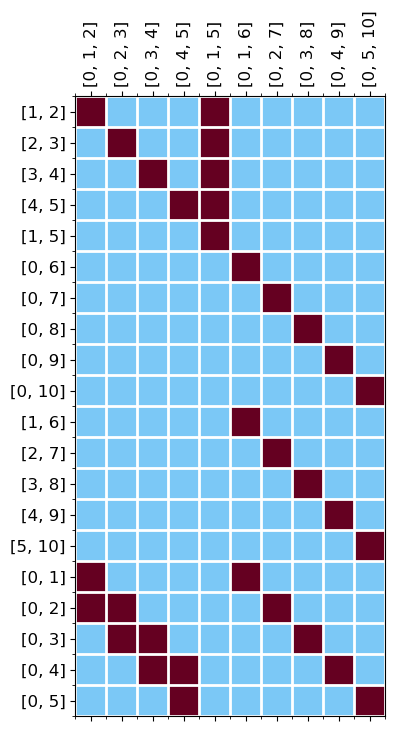 [0, 1, 2]
[0, 2, 3]
[0, 3, 4]
[0, 4, 5]
[0, 1, 5]
[0, 1, 6]
[0, 2, 7]
[0, 3, 8]
[0, 4, 9]
[0, 5, 10]
[1, 2]
[2, 3]
[3, 4]
[4, 5]
[1, 5]
[0, 6]
[0, 7]
[0, 8]
[0, 9]
[0, 10]
[1, 6]
[2, 7]
[3, 8]
[4, 9]
[5, 10]
[0, 1]
[0, 2]
[0, 3]
[0, 4]
[0, 5]